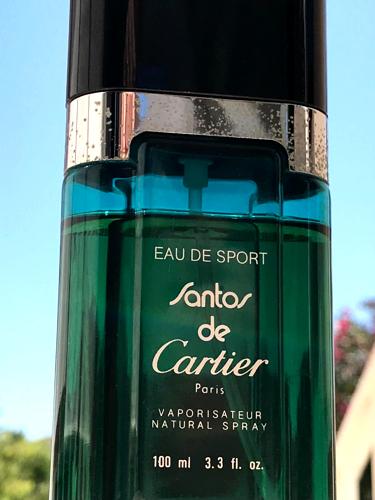 EAU DE SPORT
Santos
de
Cartier
Paris
VAPORISATEUR
NATURAL SPRAY
100 ml 3.3 fl. oz.